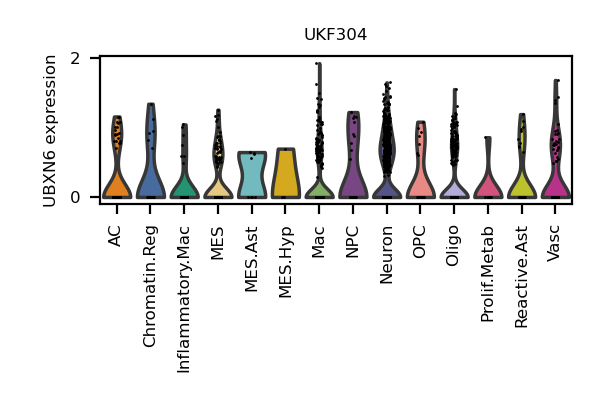 UKF304
UBXN6 expression
2
0
AC
Chromatin.Reg
Inflammatory.Mac
MES
MES.Ast
MES.Hyp
Mac
NPC
Neuron
OPC
Oligo
Prolif.Metab
Reactive.Ast
Vasc